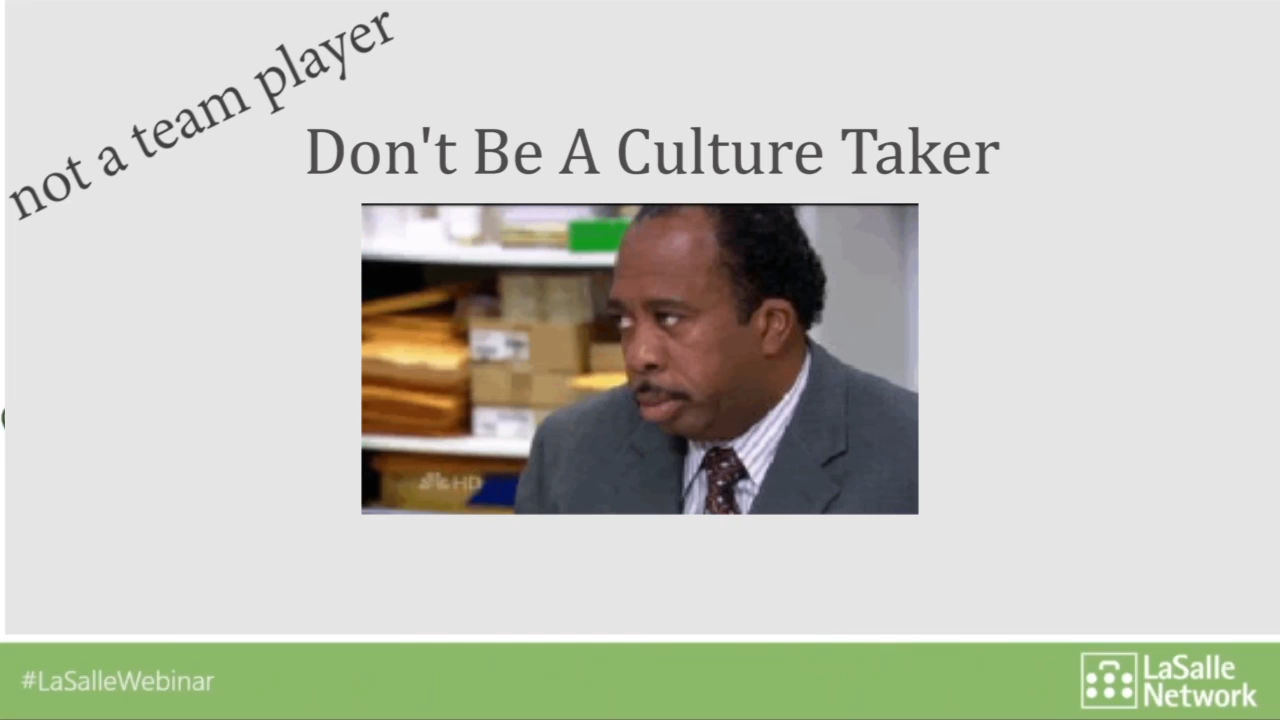 not a team player
Don't Be A Culture Taker
HD
#LaSalleWebinar
LaSalle
Network